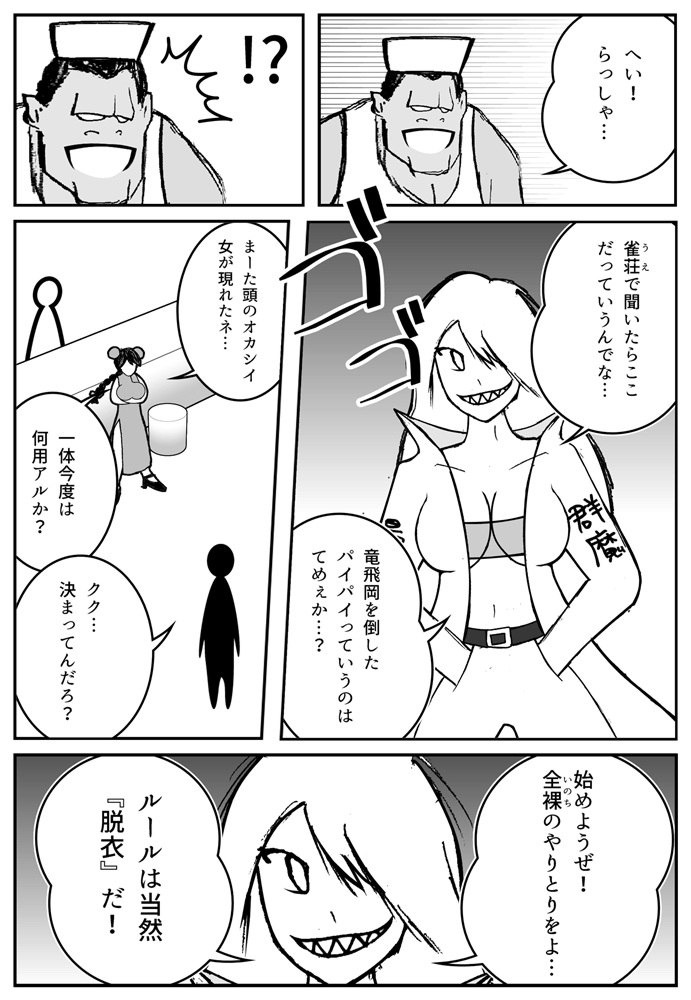 へい！
らっしゃ…
!?
雀荘で聞いたらここ
うえ
だっていうんでな…
ゴゴ
群魔
竜飛岡を倒した
パイパイっていうのは
てめぇか…？
まーた頭のオカシイ
女が現れたネ…
一体今度は
何用アルか？
クク…
決まってんだろ？
始めようぜ！
全裸のやりとりをよ…
いのち
ルールは当然
『脱衣』だ！